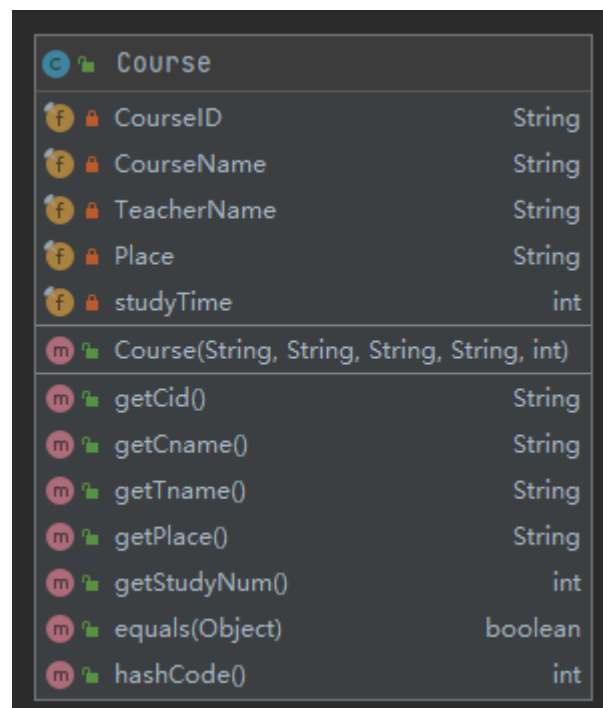 Course
CourseID String
CourseName String
TeacherName String
Place String
studyTime int
Course(String, String, String, String, int)
getCid() String
getCname() String
getTname() String
getPlace() String
getStudyNum() int
equals(Object) boolean
hashCode() int